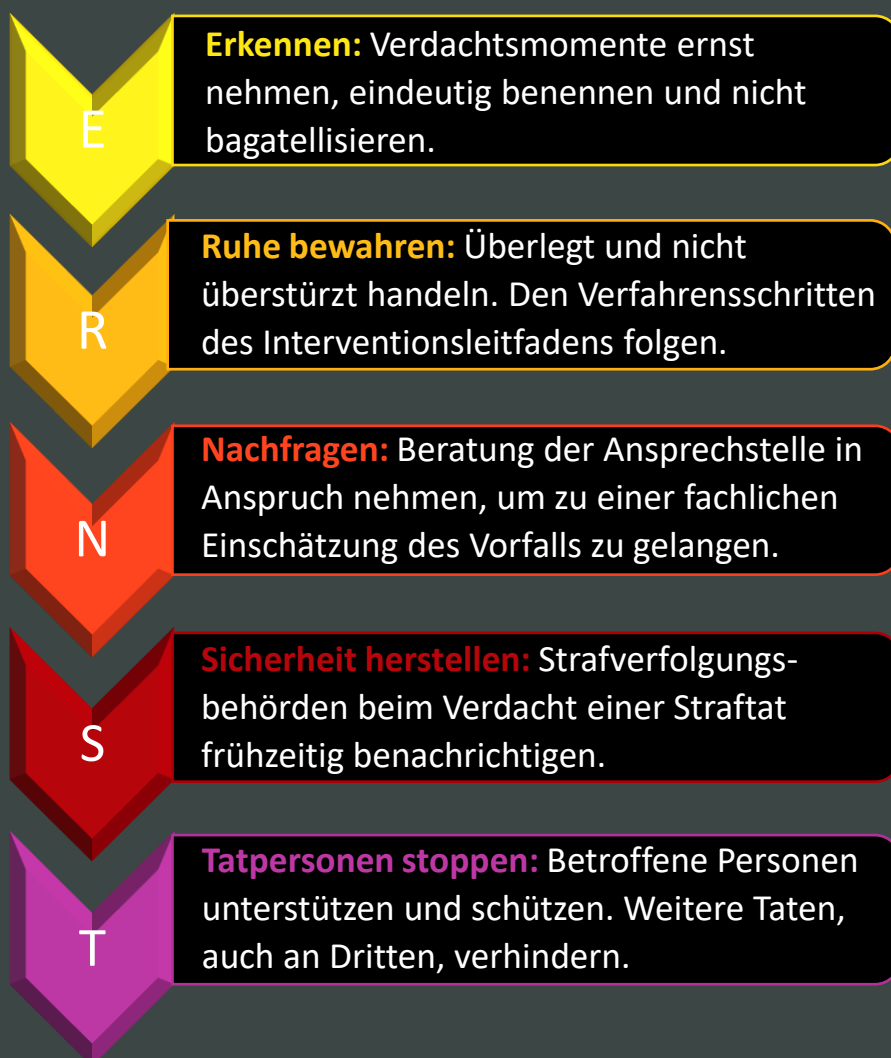 E
Erkennen: Verdachtsmomente ernst
nehmen, eindeutig benennen und nicht
bagatellisieren.
R
Ruhe bewahren: Überlegt und nicht
überstürzt handeln. Den Verfahrensschritten
des Interventionsleitfadens folgen.
N
Nachfragen: Beratung der Ansprechstelle in
Anspruch nehmen, um zu einer fachlichen
Einschätzung des Vorfalls zu gelangen.
S
Sicherheit herstellen: Strafverfolgungs-
behörden beim Verdacht einer Straftat
frühzeitig benachrichtigen.
T
Tatpersonen stoppen: Betroffene Personen
unterstützen und schützen. Weitere Taten,
auch an Dritten, verhindern.